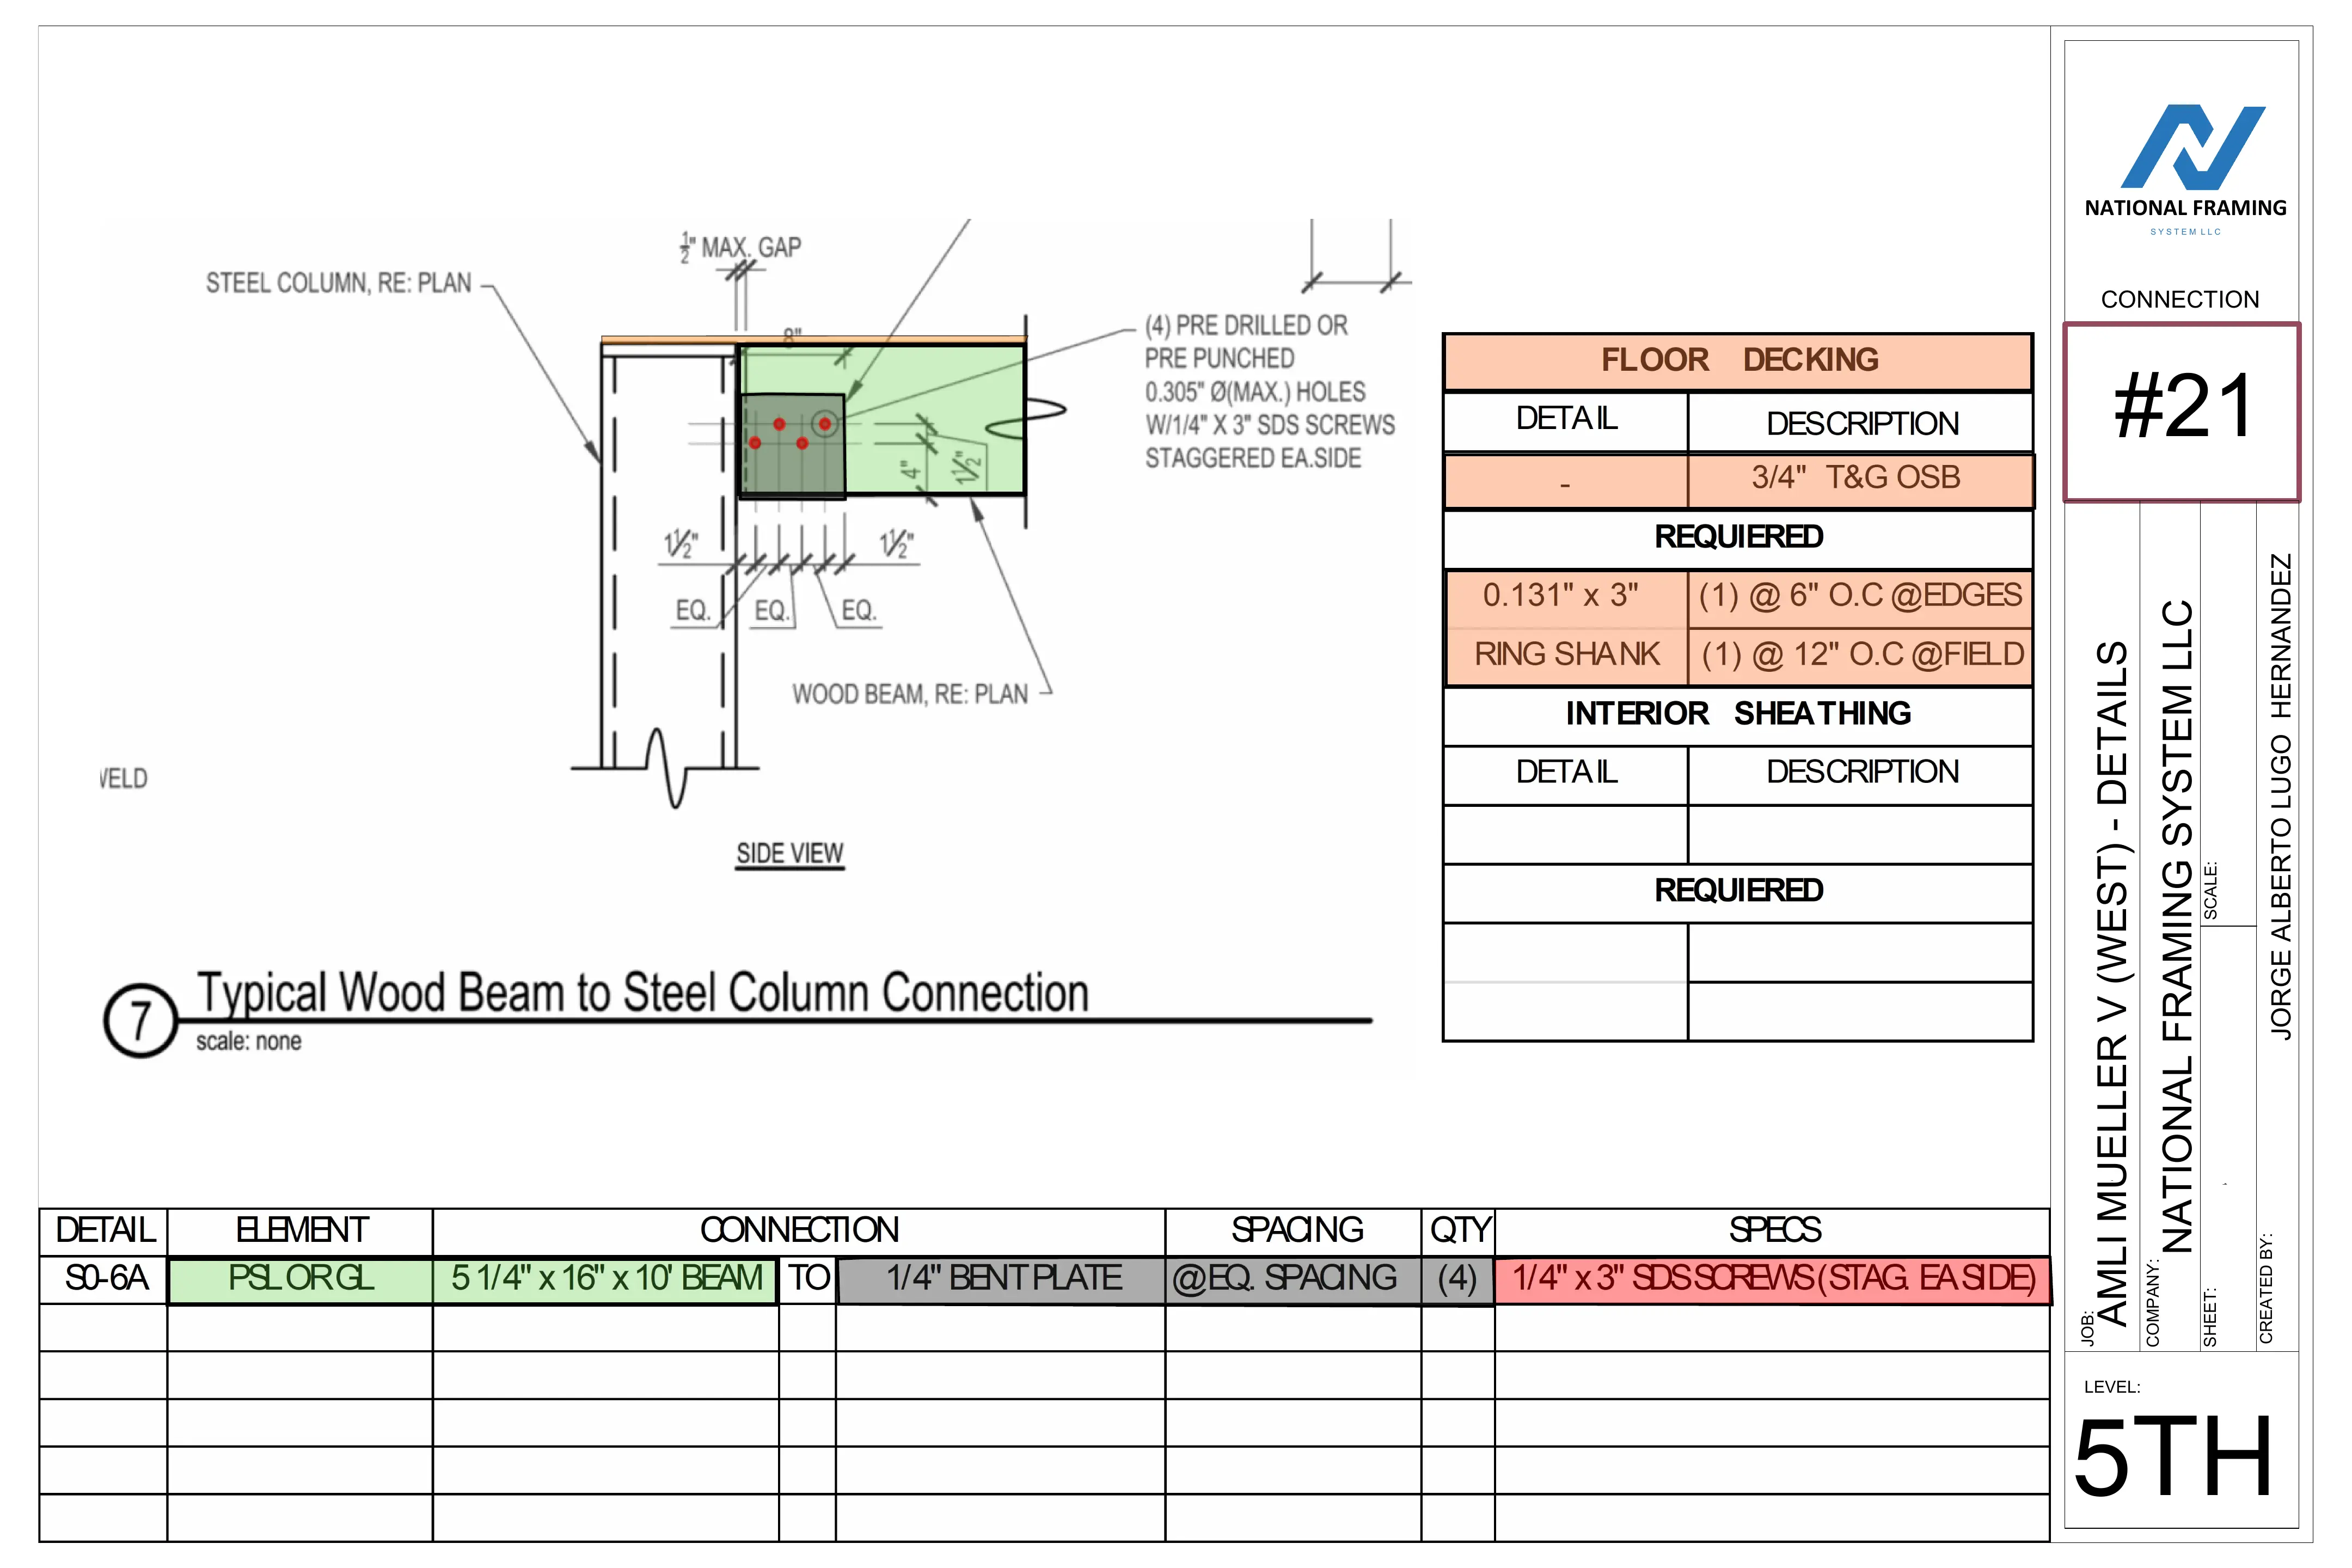 1/2" MAX. GAP
STEEL COLUMN, RE: PLAN
8"
(4) PRE DRILLED OR
PRE PUNCHED
0.305" Ø(MAX.) HOLES
W/1/4" X 3" SDS SCREWS
STAGGERED EA.SIDE
4"
1 1/2"
1 1/2"
1 1/2"
EQ.
EQ.
EQ.
WOOD BEAM, RE: PLAN
SIDE VIEW
7
Typical Wood Beam to Steel Column Connection
scale: none
FLOOR DECKING
DETAIL DESCRIPTION
- 3/4" T&G OSB
REQUIERED
0.131" x 3" (1) @ 6" O.C @EDGES
RING SHANK (1) @ 12" O.C @FIELD
INTERIOR SHEATHING
DETAIL DESCRIPTION
REQUIERED
DETAIL ELEMENT CONNECTION SPACING QTY SPECS
S0-6A PSL OR GL 5 1/4" x 16" x 10' BEAM TO 1/4" BENT PLATE @EQ. SPACING (4) 1/4" x 3" SDS SCREWS (STAG. EA SIDE)
NATIONAL FRAMING
SYSTEM LLC
CONNECTION
#21
JOB:
AMLI MUELLER V (WEST) - DETAILS
COMPANY:
NATIONAL FRAMING SYSTEM LLC
SHEET:
SCALE:
CREATED BY:
JORGE ALBERTO LUGO HERNANDEZ
LEVEL:
5TH